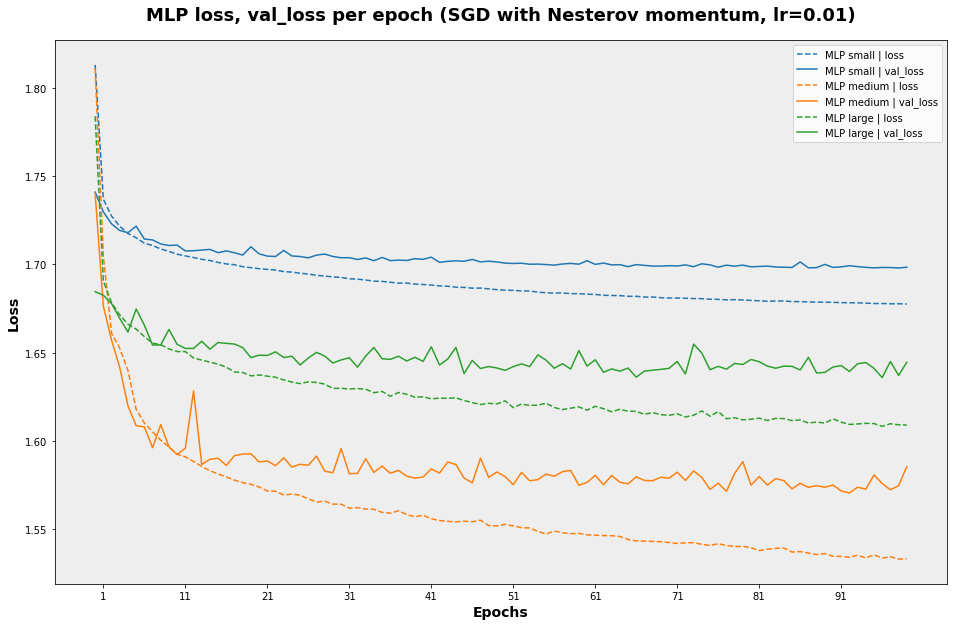 MLP loss, val_loss per epoch (SGD with Nesterov momentum, lr=0.01)
MLP small | loss
MLP small | val_loss
MLP medium | loss
MLP medium | val_loss
MLP large | loss
MLP large | val_loss
1.80
1.75
1.70
1.65
1.60
1.55
Loss
1 11 21 31 41 51 61 71 81 91
Epochs